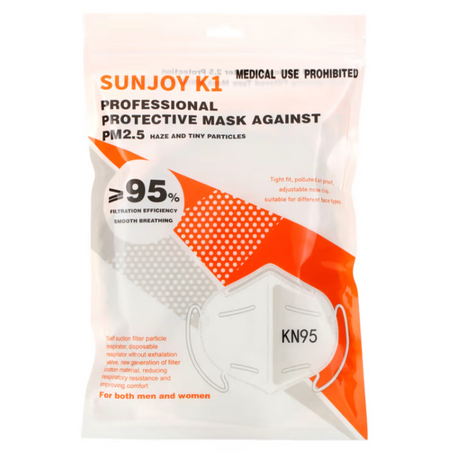 SUNJOY K1
MEDICAL USE PROHIBITED
PROFESSIONAL
PROTECTIVE MASK AGAINST
PM2.5 HAZE AND TINY PARTICLES
Tight fit, pollution proof,
adjustable nose clip,
suitable for different face types
≥95%
FILTRATION EFFICIENCY
SMOOTH BREATHING
KN95
Self suction filter particle
respirator, disposable
respirator without exhalation
valve, new generation of filter
cotton material, reducing
respiratory resistance and
improving comfort
For both men and women